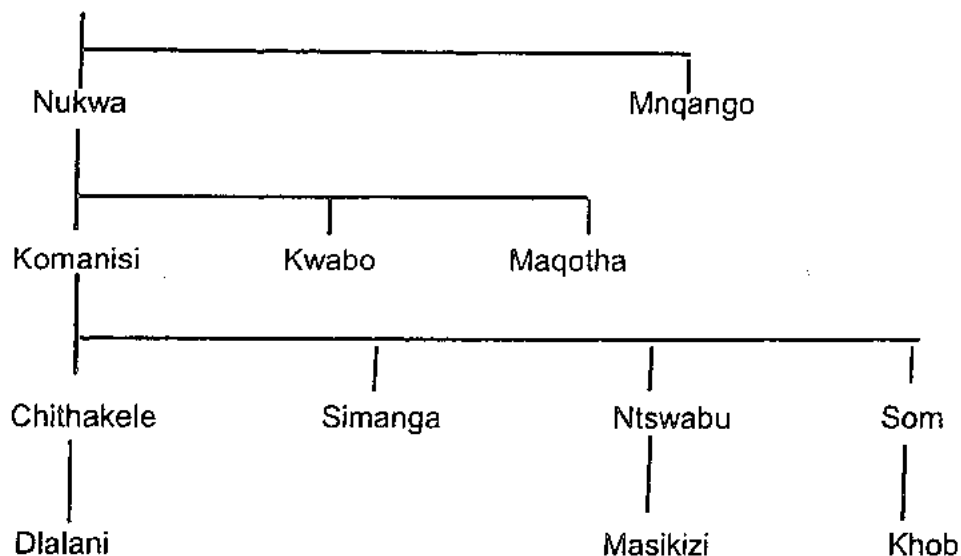 Nukwa Mnqango
Komanisi Kwabo Maqotha
Chithakele Simanga Ntswabu Som
Dlalani Masikizi Khob